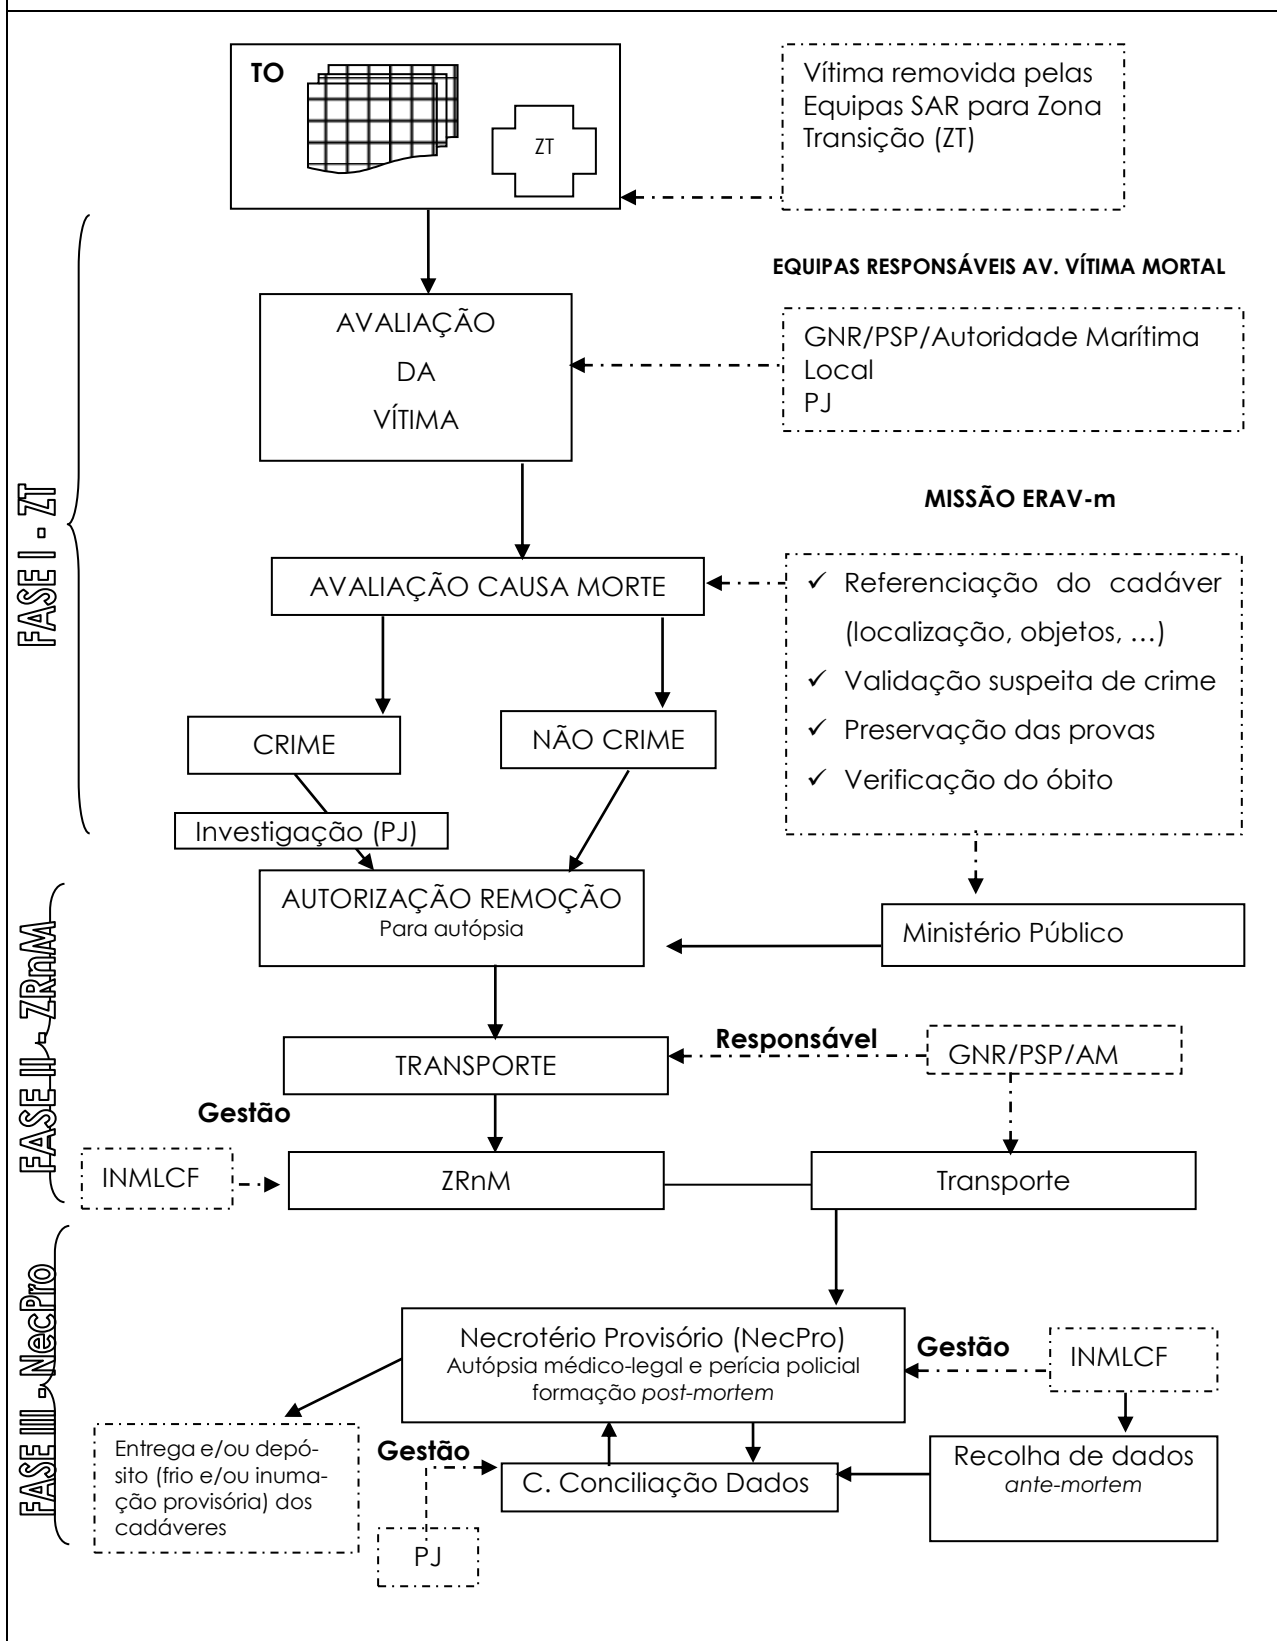 TO
ZT
Vítima removida pelas
Equipas SAR para Zona
Transição (ZT)
EQUIPAS RESPONSÁVEIS AV. VÍTIMA MORTAL
AVALIAÇÃO
DA
VÍTIMA
GNR/PSP/Autoridade Marítima
Local
PJ
FASE I - ZT
MISSÃO ERAV-m
AVALIAÇÃO CAUSA MORTE
✓ Referenciação do cadáver
(localização, objetos, …)
✓ Validação suspeita de crime
✓ Preservação das provas
✓ Verificação do óbito
CRIME
NÃO CRIME
Investigação (PJ)
AUTORIZAÇÃO REMOÇÃO
Para autópsia
Ministério Público
FASE II - ZRnM
TRANSPORTE
Responsável
GNR/PSP/AM
Gestão
INMLCF
ZRnM
Transporte
FASE III - NecPro
Necrotério Provisório (NecPro)
Autópsia médico-legal e perícia policial
formação post-mortem
Gestão
INMLCF
Entrega e/ou depó-
sito (frio e/ou inuma-
ção provisória) dos
cadáveres
Gestão
C. Conciliação Dados
Recolha de dados
ante-mortem
PJ